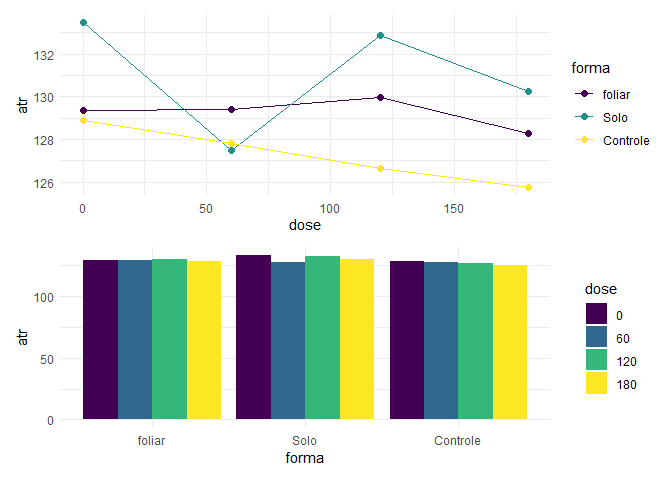 132
130
128
126
atr
0 50 100 150
dose
forma
foliar
Solo
Controle
100
50
0
atr
foliar Solo Controle
forma
dose
0
60
120
180